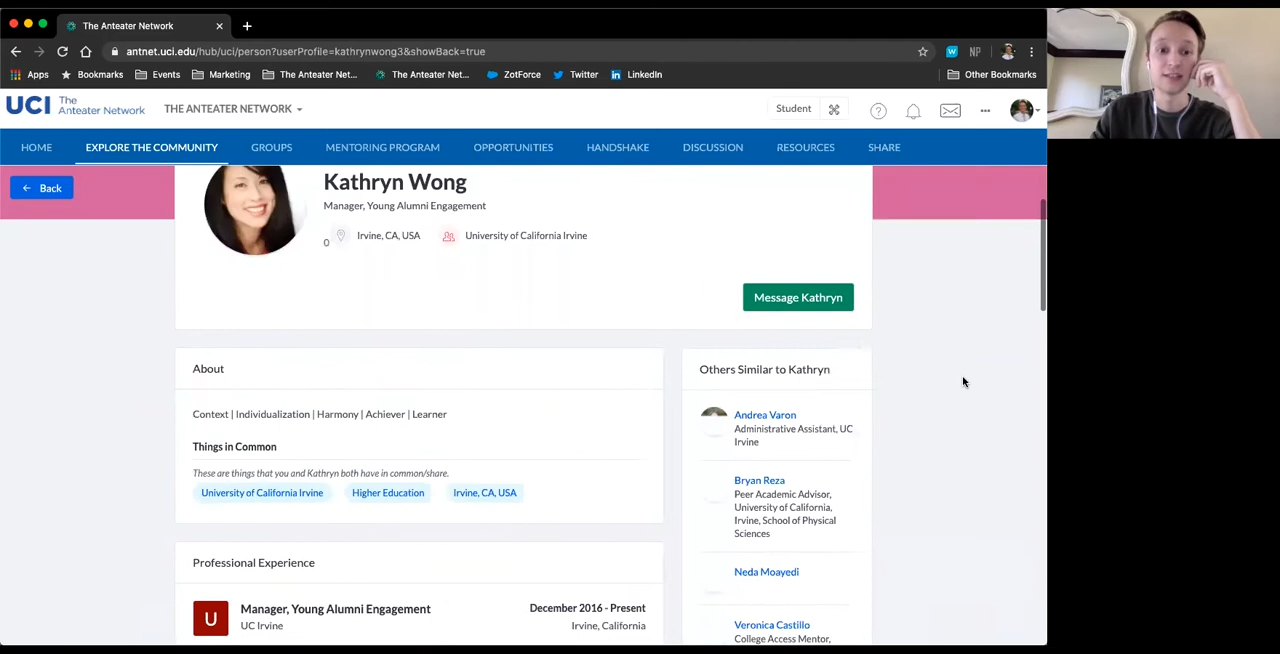 The Anteater Network
antnet.uci.edu/hub/uci/person?userProfile=kathrynwong3&showBack=true
NP
Apps
Bookmarks
Events
Marketing
The Anteater Net...
The Anteater Net...
ZotForce
Twitter
LinkedIn
Other Bookmarks
UCI The Anteater Network
THE ANTEATER NETWORK
Student
HOME
EXPLORE THE COMMUNITY
GROUPS
MENTORING PROGRAM
OPPORTUNITIES
HANDSHAKE
DISCUSSION
RESOURCES
SHARE
Back
Kathryn Wong
Manager, Young Alumni Engagement
0
Irvine, CA, USA
University of California Irvine
Message Kathryn
About
Context | Individualization | Harmony | Achiever | Learner
Things in Common
These are things that you and Kathryn both have in common/share.
University of California Irvine
Higher Education
Irvine, CA, USA
Professional Experience
U
Manager, Young Alumni Engagement
December 2016 - Present
UC Irvine
Irvine, California
Others Similar to Kathryn
Andrea Varon
Administrative Assistant, UC
Irvine
Bryan Reza
Peer Academic Advisor,
University of California,
Irvine, School of Physical
Sciences
Neda Moayedi
Veronica Castillo
College Access Mentor,